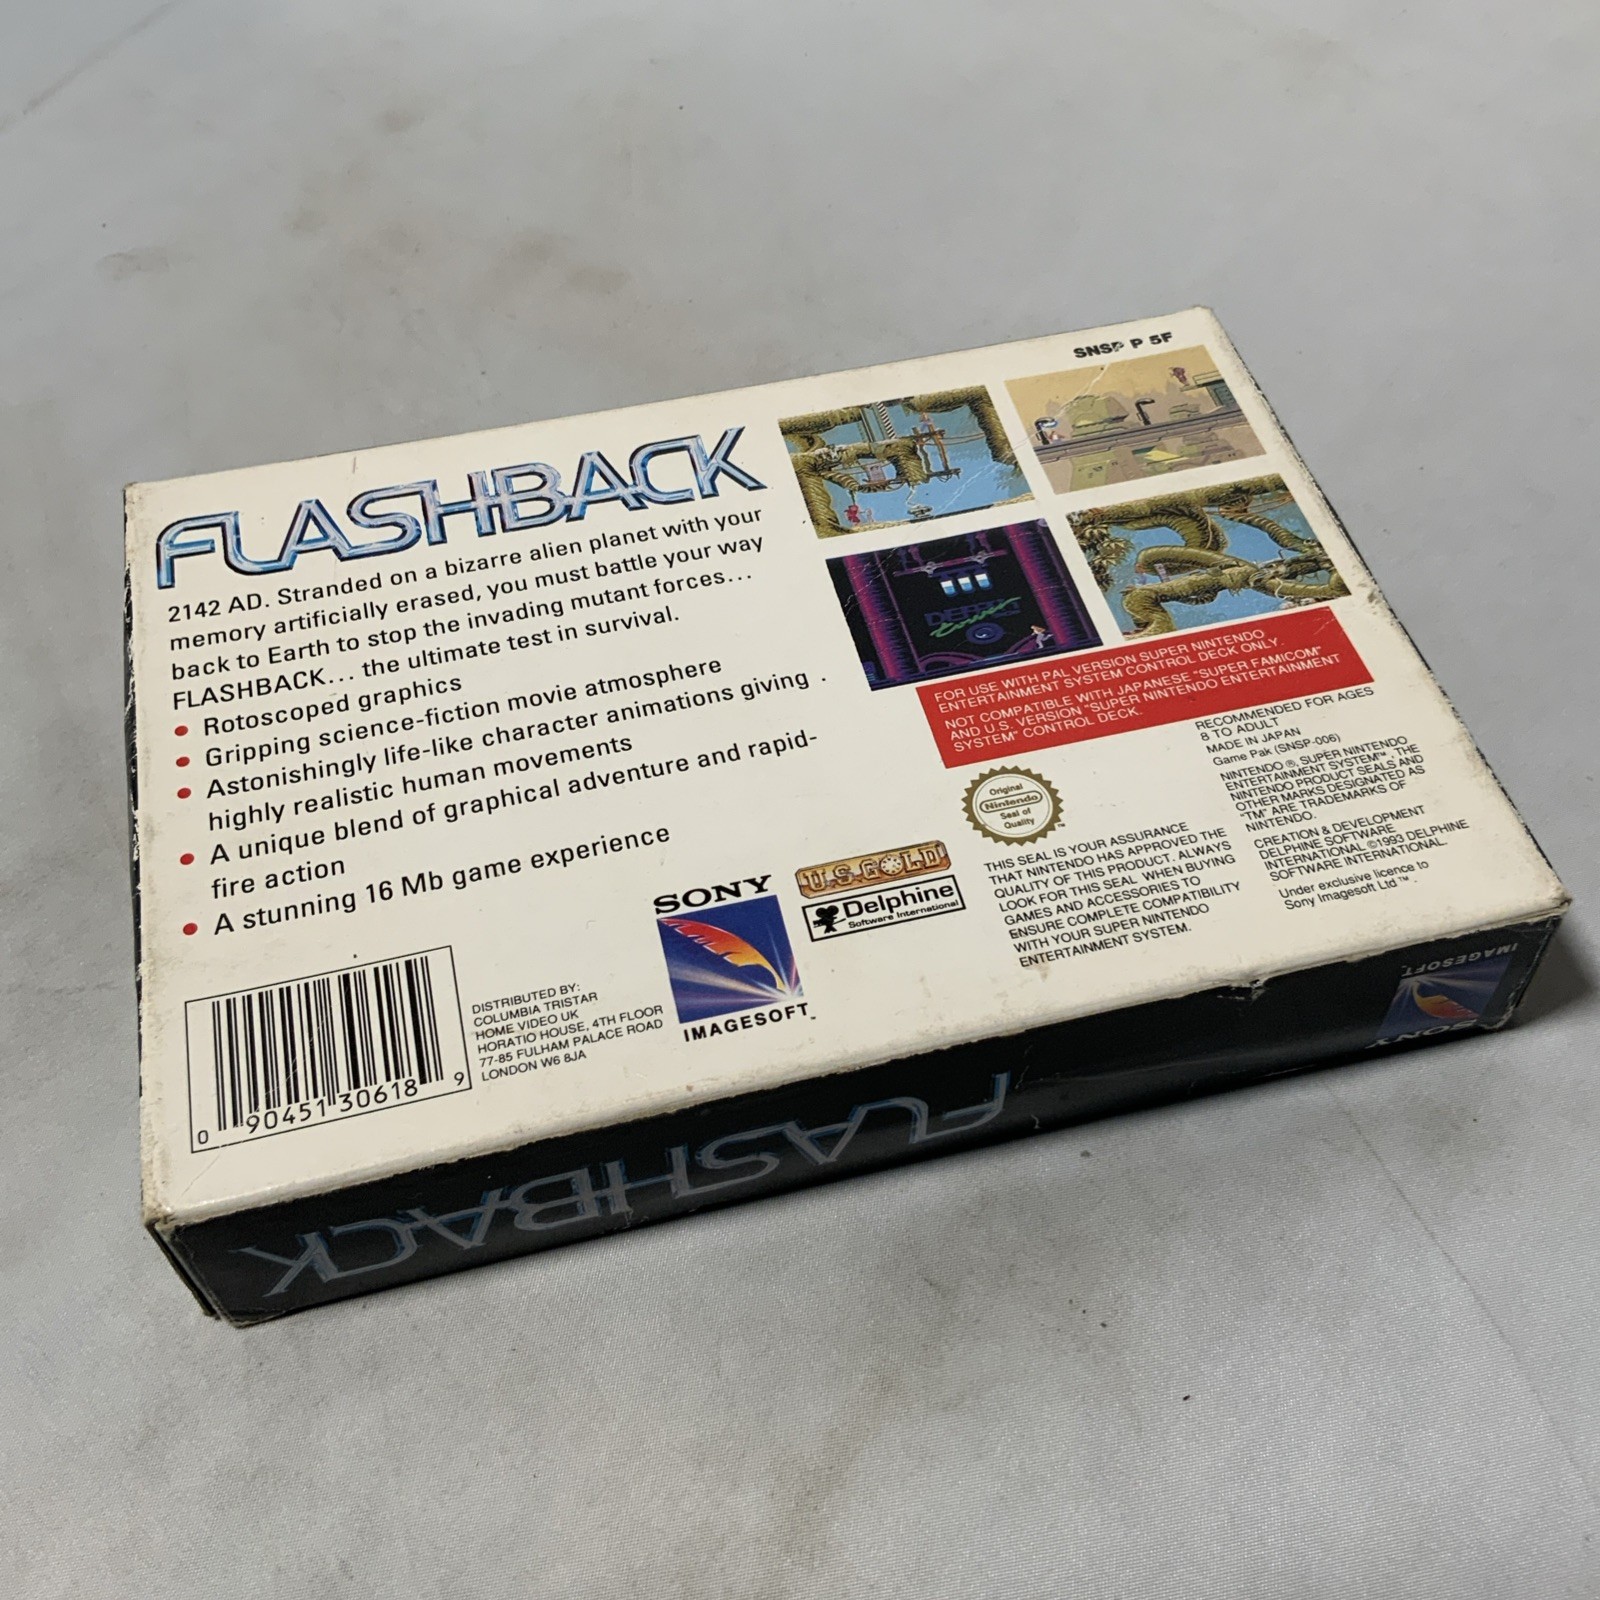 SNSP P 5F
FLASHBACK
2142 AD. Stranded on a bizarre alien planet with your
memory artificially erased, you must battle your way
back to Earth to stop the invading mutant forces...
FLASHBACK... the ultimate test in survival.
• Rotoscoped graphics
• Gripping science-fiction movie atmosphere
• Astonishingly life-like character animations giving .
highly realistic human movements
• A unique blend of graphical adventure and rapid-
fire action
• A stunning 16 Mb game experience
FOR USE WITH PAL VERSION SUPER NINTENDO
ENTERTAINMENT SYSTEM CONTROL DECK ONLY.
NOT COMPATIBLE WITH JAPANESE "SUPER FAMICOM"
AND U.S. VERSION "SUPER NINTENDO ENTERTAINMENT
SYSTEM" CONTROL DECK.
RECOMMENDED FOR AGES
8 TO ADULT
MADE IN JAPAN
Game Pak (SNSP-006)
NINTENDO ®, SUPER NINTENDO
ENTERTAINMENT SYSTEM™, THE
NINTENDO PRODUCT SEALS AND
OTHER MARKS DESIGNATED AS
"TM" ARE TRADEMARKS OF
NINTENDO.
CREATION & DEVELOPMENT
DELPHINE SOFTWARE
INTERNATIONAL ©1993 DELPHINE
SOFTWARE INTERNATIONAL.
Under exclusive licence to
Sony Imagesoft Ltd™.
Original
Nintendo
Seal of
Quality
™
THIS SEAL IS YOUR ASSURANCE
THAT NINTENDO HAS APPROVED THE
QUALITY OF THIS PRODUCT. ALWAYS
LOOK FOR THIS SEAL WHEN BUYING
GAMES AND ACCESSORIES TO
ENSURE COMPLETE COMPATIBILITY
WITH YOUR SUPER NINTENDO
ENTERTAINMENT SYSTEM.
U.S. GOLD
Delphine
Software International
SONY
IMAGESOFT™
DISTRIBUTED BY:
COLUMBIA TRISTAR
HOME VIDEO UK
HORATIO HOUSE, 4TH FLOOR
77-85 FULHAM PALACE ROAD
LONDON W6 8JA
0 90451 30618 9
FLASHBACK
SONY
IMAGESOFT